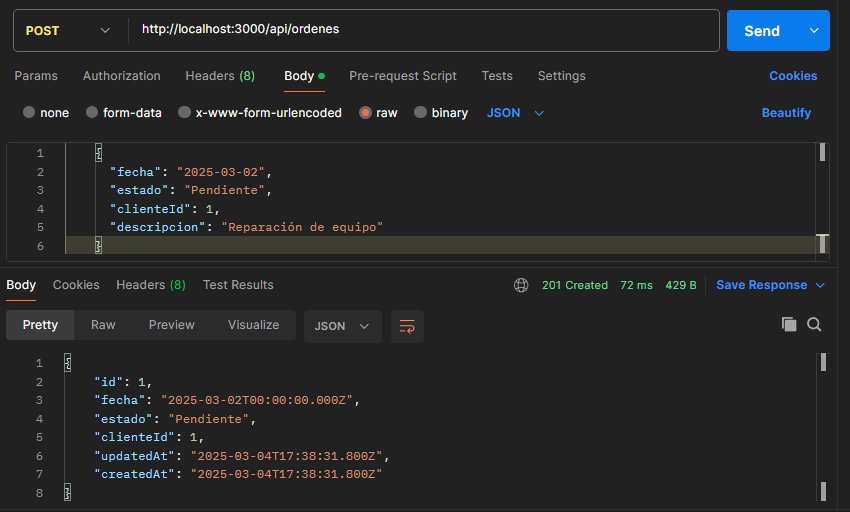 POST http://localhost:3000/api/ordenes Send
Params Authorization Headers (8) Body Pre-request Script Tests Settings Cookies
none form-data x-www-form-urlencoded raw binary JSON Beautify
1 {
2 "fecha": "2025-03-02",
3 "estado": "Pendiente",
4 "clienteId": 1,
5 "descripcion": "Reparación de equipo"
6 }
Body Cookies Headers (8) Test Results 201 Created 72 ms 429 B Save Response
Pretty Raw Preview Visualize JSON
1 {
2 "id": 1,
3 "fecha": "2025-03-02T00:00:00.000Z",
4 "estado": "Pendiente",
5 "clienteId": 1,
6 "updatedAt": "2025-03-04T17:38:31.800Z",
7 "createdAt": "2025-03-04T17:38:31.800Z"
8 }